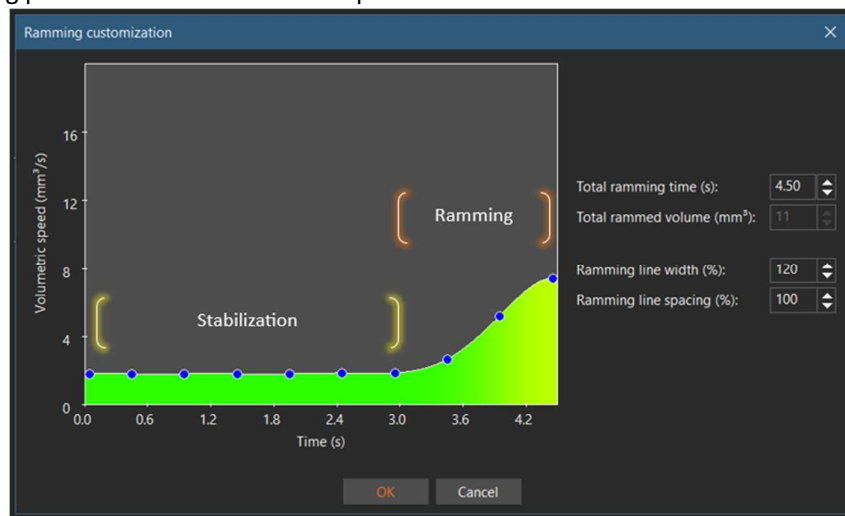 Ramming customization
Volumetric speed (mm³/s)
16
12
8
4
0
Ramming
Stabilization
0.0 0.6 1.2 1.8 2.4 3.0 3.6 4.2
Time (s)
Total ramming time (s): 4.50
Total rammed volume (mm³): 11
Ramming line width (%): 120
Ramming line spacing (%): 100
OK Cancel